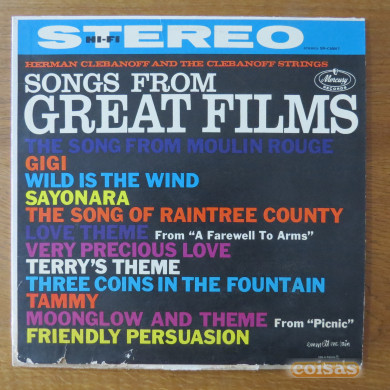 HI-FI STEREO
HERMAN CLEBANOFF AND THE CLEBANOFF STRINGS
Mercury
RECORDS
SONGS FROM
GREAT FILMS
THE SONG FROM MOULIN ROUGE
GIGI
WILD IS THE WIND
SAYONARA
THE SONG OF RAINTREE COUNTY
LOVE THEME From “A Farewell To Arms”
VERY PRECIOUS LOVE
TERRY'S THEME
THREE COINS IN THE FOUNTAIN
TAMMY
MOONGLOW AND THEME From “Picnic”
FRIENDLY PERSUASION
coisas